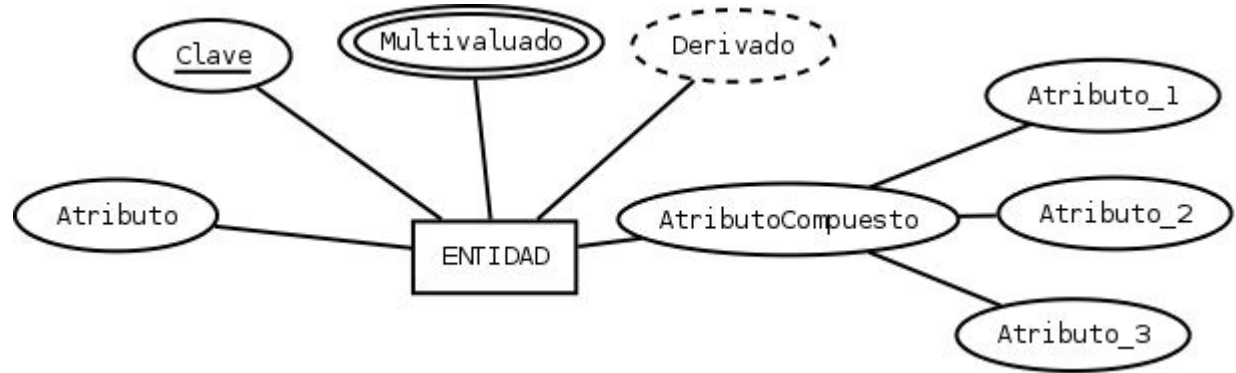 Clave
Multivaluado
Derivado
Atributo_1
Atributo
AtributoCompuesto
Atributo_2
ENTIDAD
Atributo_3